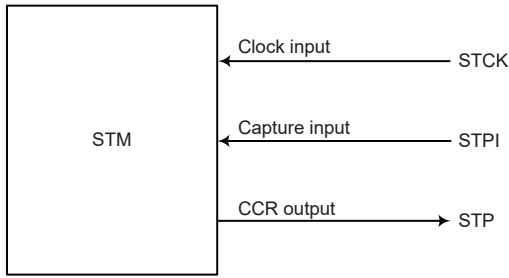 Clock input
STCK
STM
Capture input
STPI
CCR output
STP